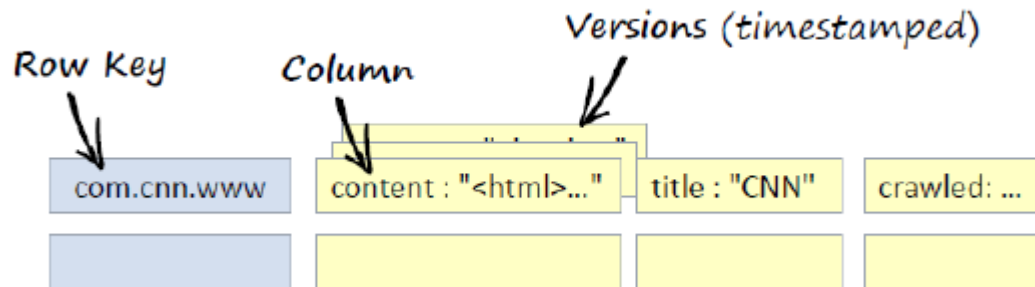 Versions (timestamped)
Row Key
Column
com.cnn.www
content : "<html>..."
title : "CNN"
crawled: ...